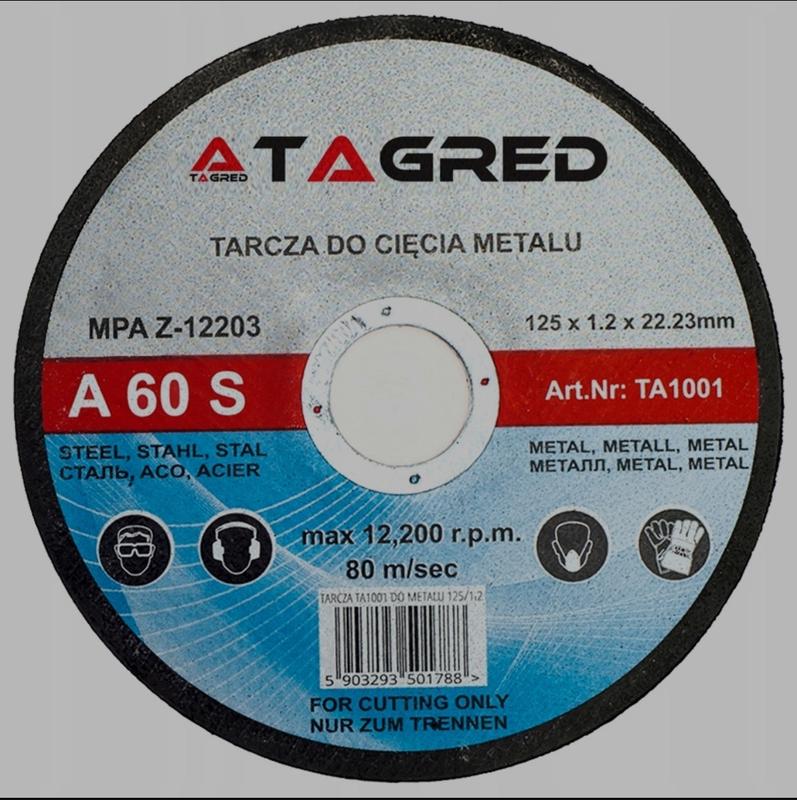 TAGRED
TAGRED
TARCZA DO CIĘCIA METALU
MPA Z-12203
125 x 1.2 x 22.23mm
A 60 S
Art.Nr: TA1001
STEEL, STAHL, STAL
СТАЛЬ, ACO, ACIER
METAL, METALL, METAL
МЕТАЛЛ, METAL, METAL
max 12,200 r.p.m.
80 m/sec
TARCZA TA1001 DO METALU 125/1.2
5 903293 501788 >
FOR CUTTING ONLY
NUR ZUM TRENNEN